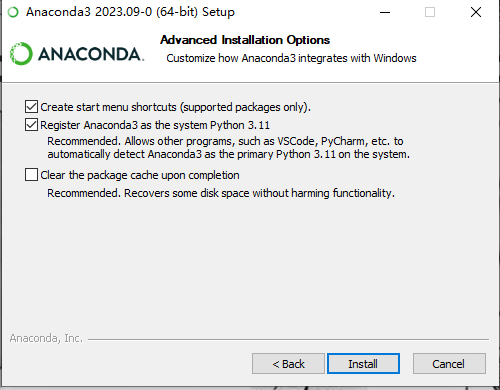 Anaconda3 2023.09-0 (64-bit) Setup
Advanced Installation Options
Customize how Anaconda3 integrates with Windows
ANACONDA.
Create start menu shortcuts (supported packages only).
Register Anaconda3 as the system Python 3.11
Recommended. Allows other programs, such as VSCode, PyCharm, etc. to
automatically detect Anaconda3 as the primary Python 3.11 on the system.
Clear the package cache upon completion
Recommended. Recovers some disk space without harming functionality.
Anaconda, Inc.
< Back
Install
Cancel